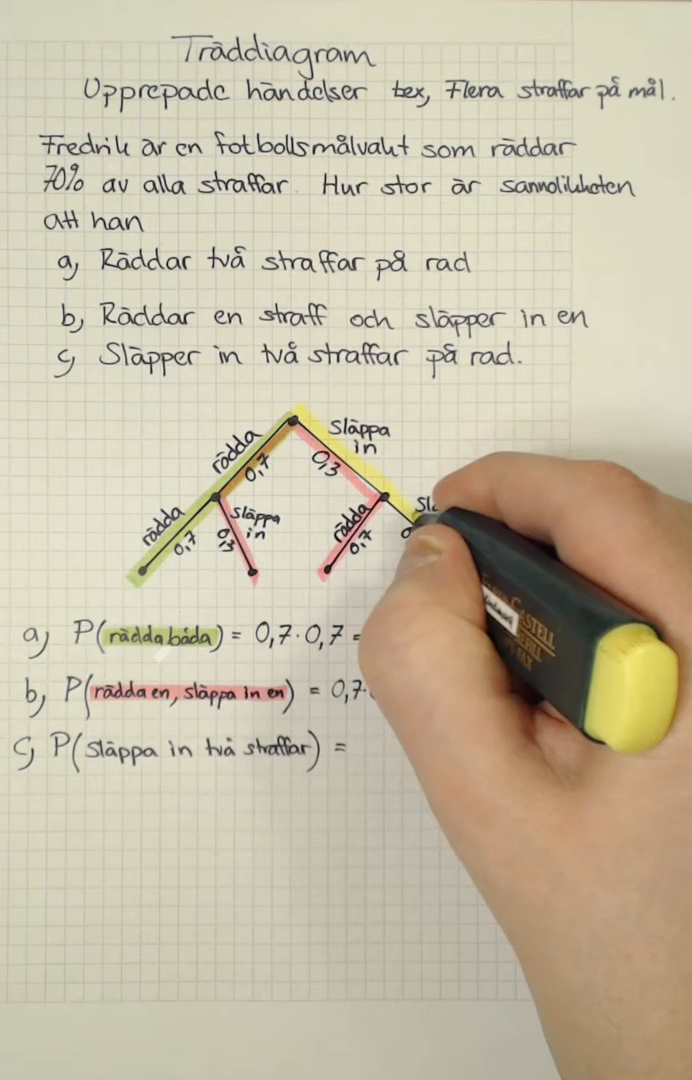 Träddiagram
Upprepade händelser tex, Flera straffar på mål.
Fredrik är en fotbollsmålvakt som räddar
70% av alla straffar. Hur stor är sannolikheten
att han
a, Räddar två straffar på rad
b, Räddar en straff och släpper in en
c, Släpper in två straffar på rad.
rädda
0,7
släppa
in
0,3
rädda
0,7
släppa
in
0,3
rädda
0,7
CASTELL
a) P(rädda båda) = 0,7·0,7 =
b) P(rädda en, släppa in en) = 0,7·
c) P(släppa in två straffar) =